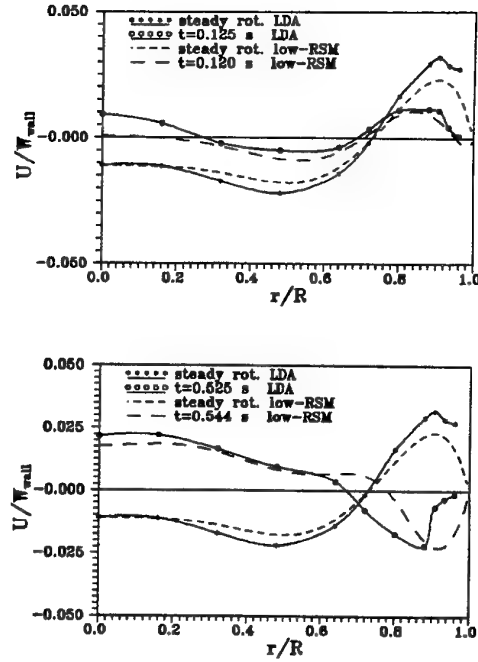 0.050
steady rot. LDA
t=0.125 s LDA
steady rot. low-RSM
t=0.120 s low-RSM
U/W_wall
-0.000
-0.050
0.0 0.2 0.4 0.6 0.8 1.0
r/R
0.050
steady rot. LDA
t=0.525 s LDA
steady rot. low-RSM
t=0.544 s low-RSM
0.025
U/W_wall
-0.000
-0.025
-0.050
0.0 0.2 0.4 0.6 0.8 1.0
r/R